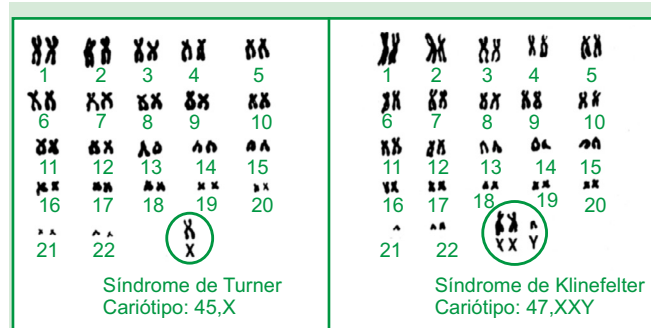 1 2 3 4 5
6 7 8 9 10
11 12 13 14 15
16 17 18 19 20
21 22 X
Síndrome de Turner
Cariótipo: 45,X
1 2 3 4 5
6 7 8 9 10
11 12 13 14 15
16 17 18 19 20
21 22 X X Y
Síndrome de Klinefelter
Cariótipo: 47,XXY